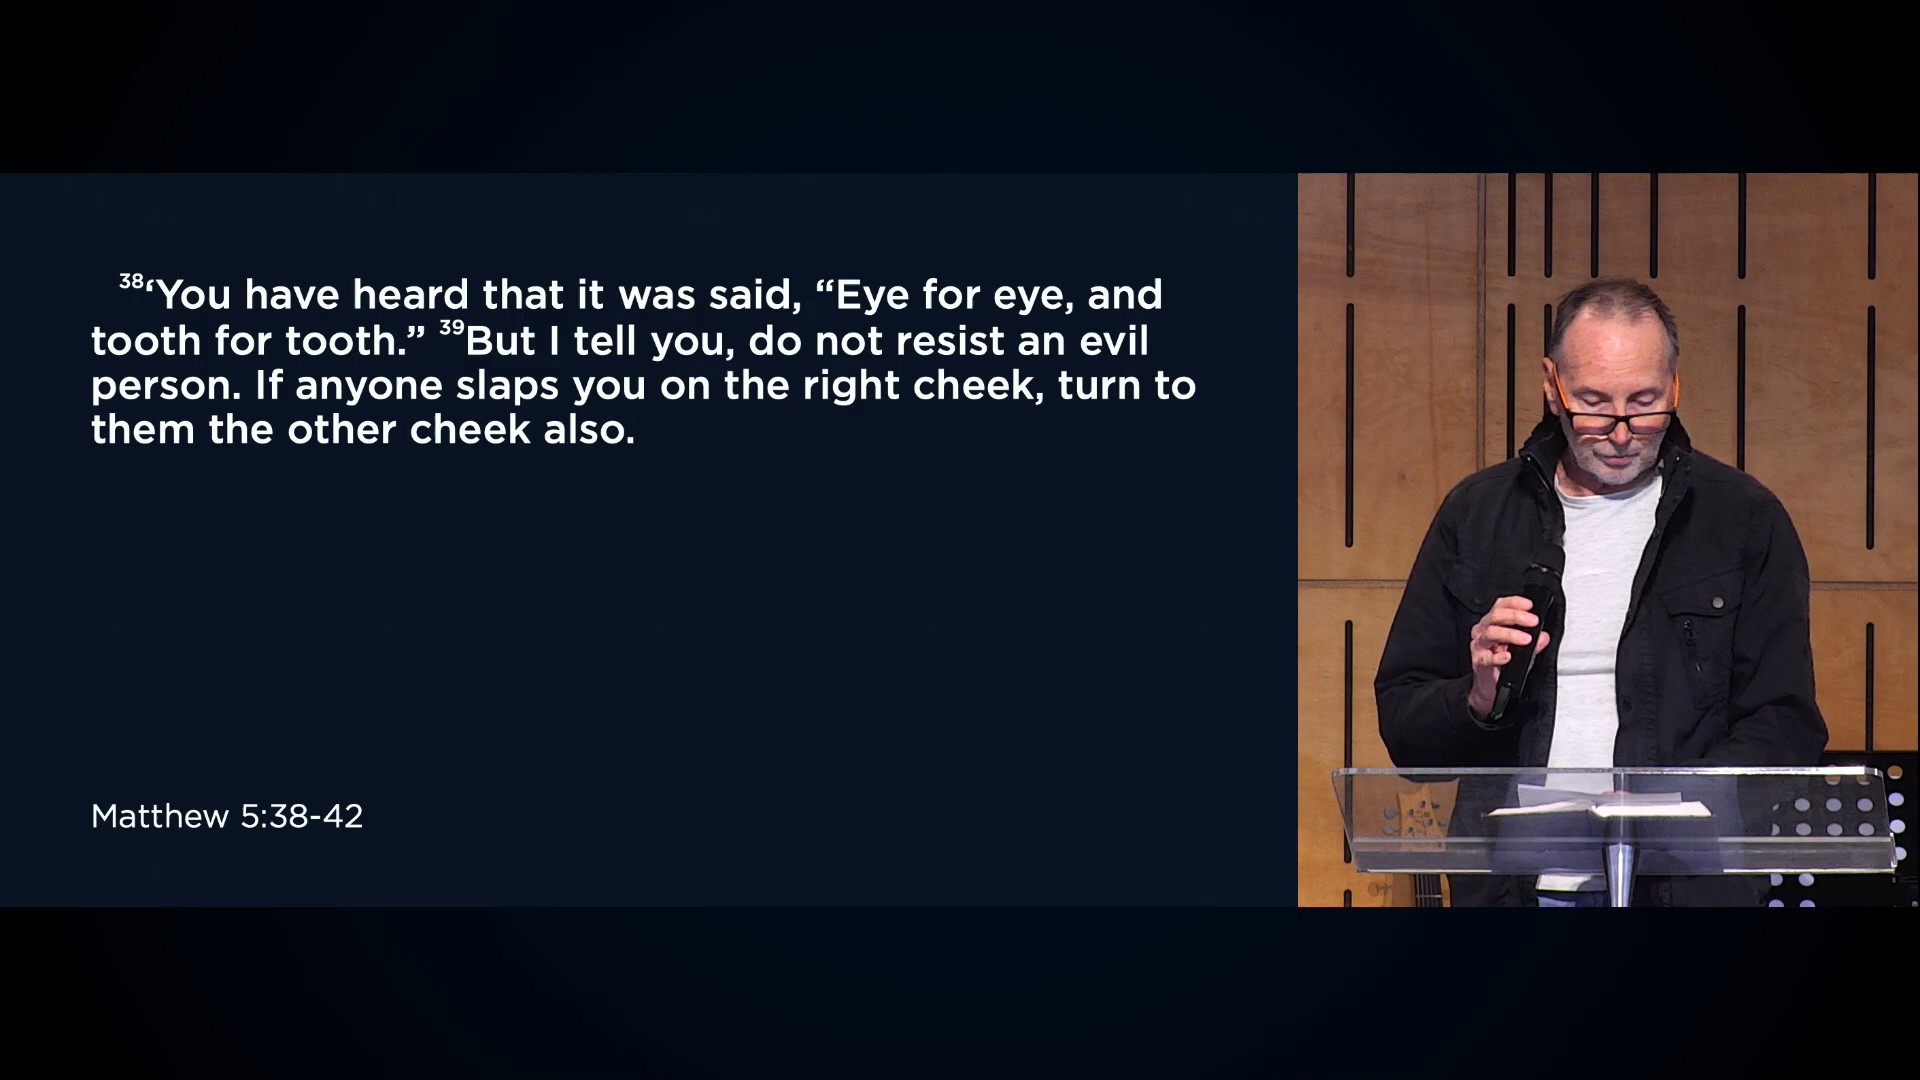 38‘You have heard that it was said, “Eye for eye, and
tooth for tooth.” 39But I tell you, do not resist an evil
person. If anyone slaps you on the right cheek, turn to
them the other cheek also.
Matthew 5:38-42